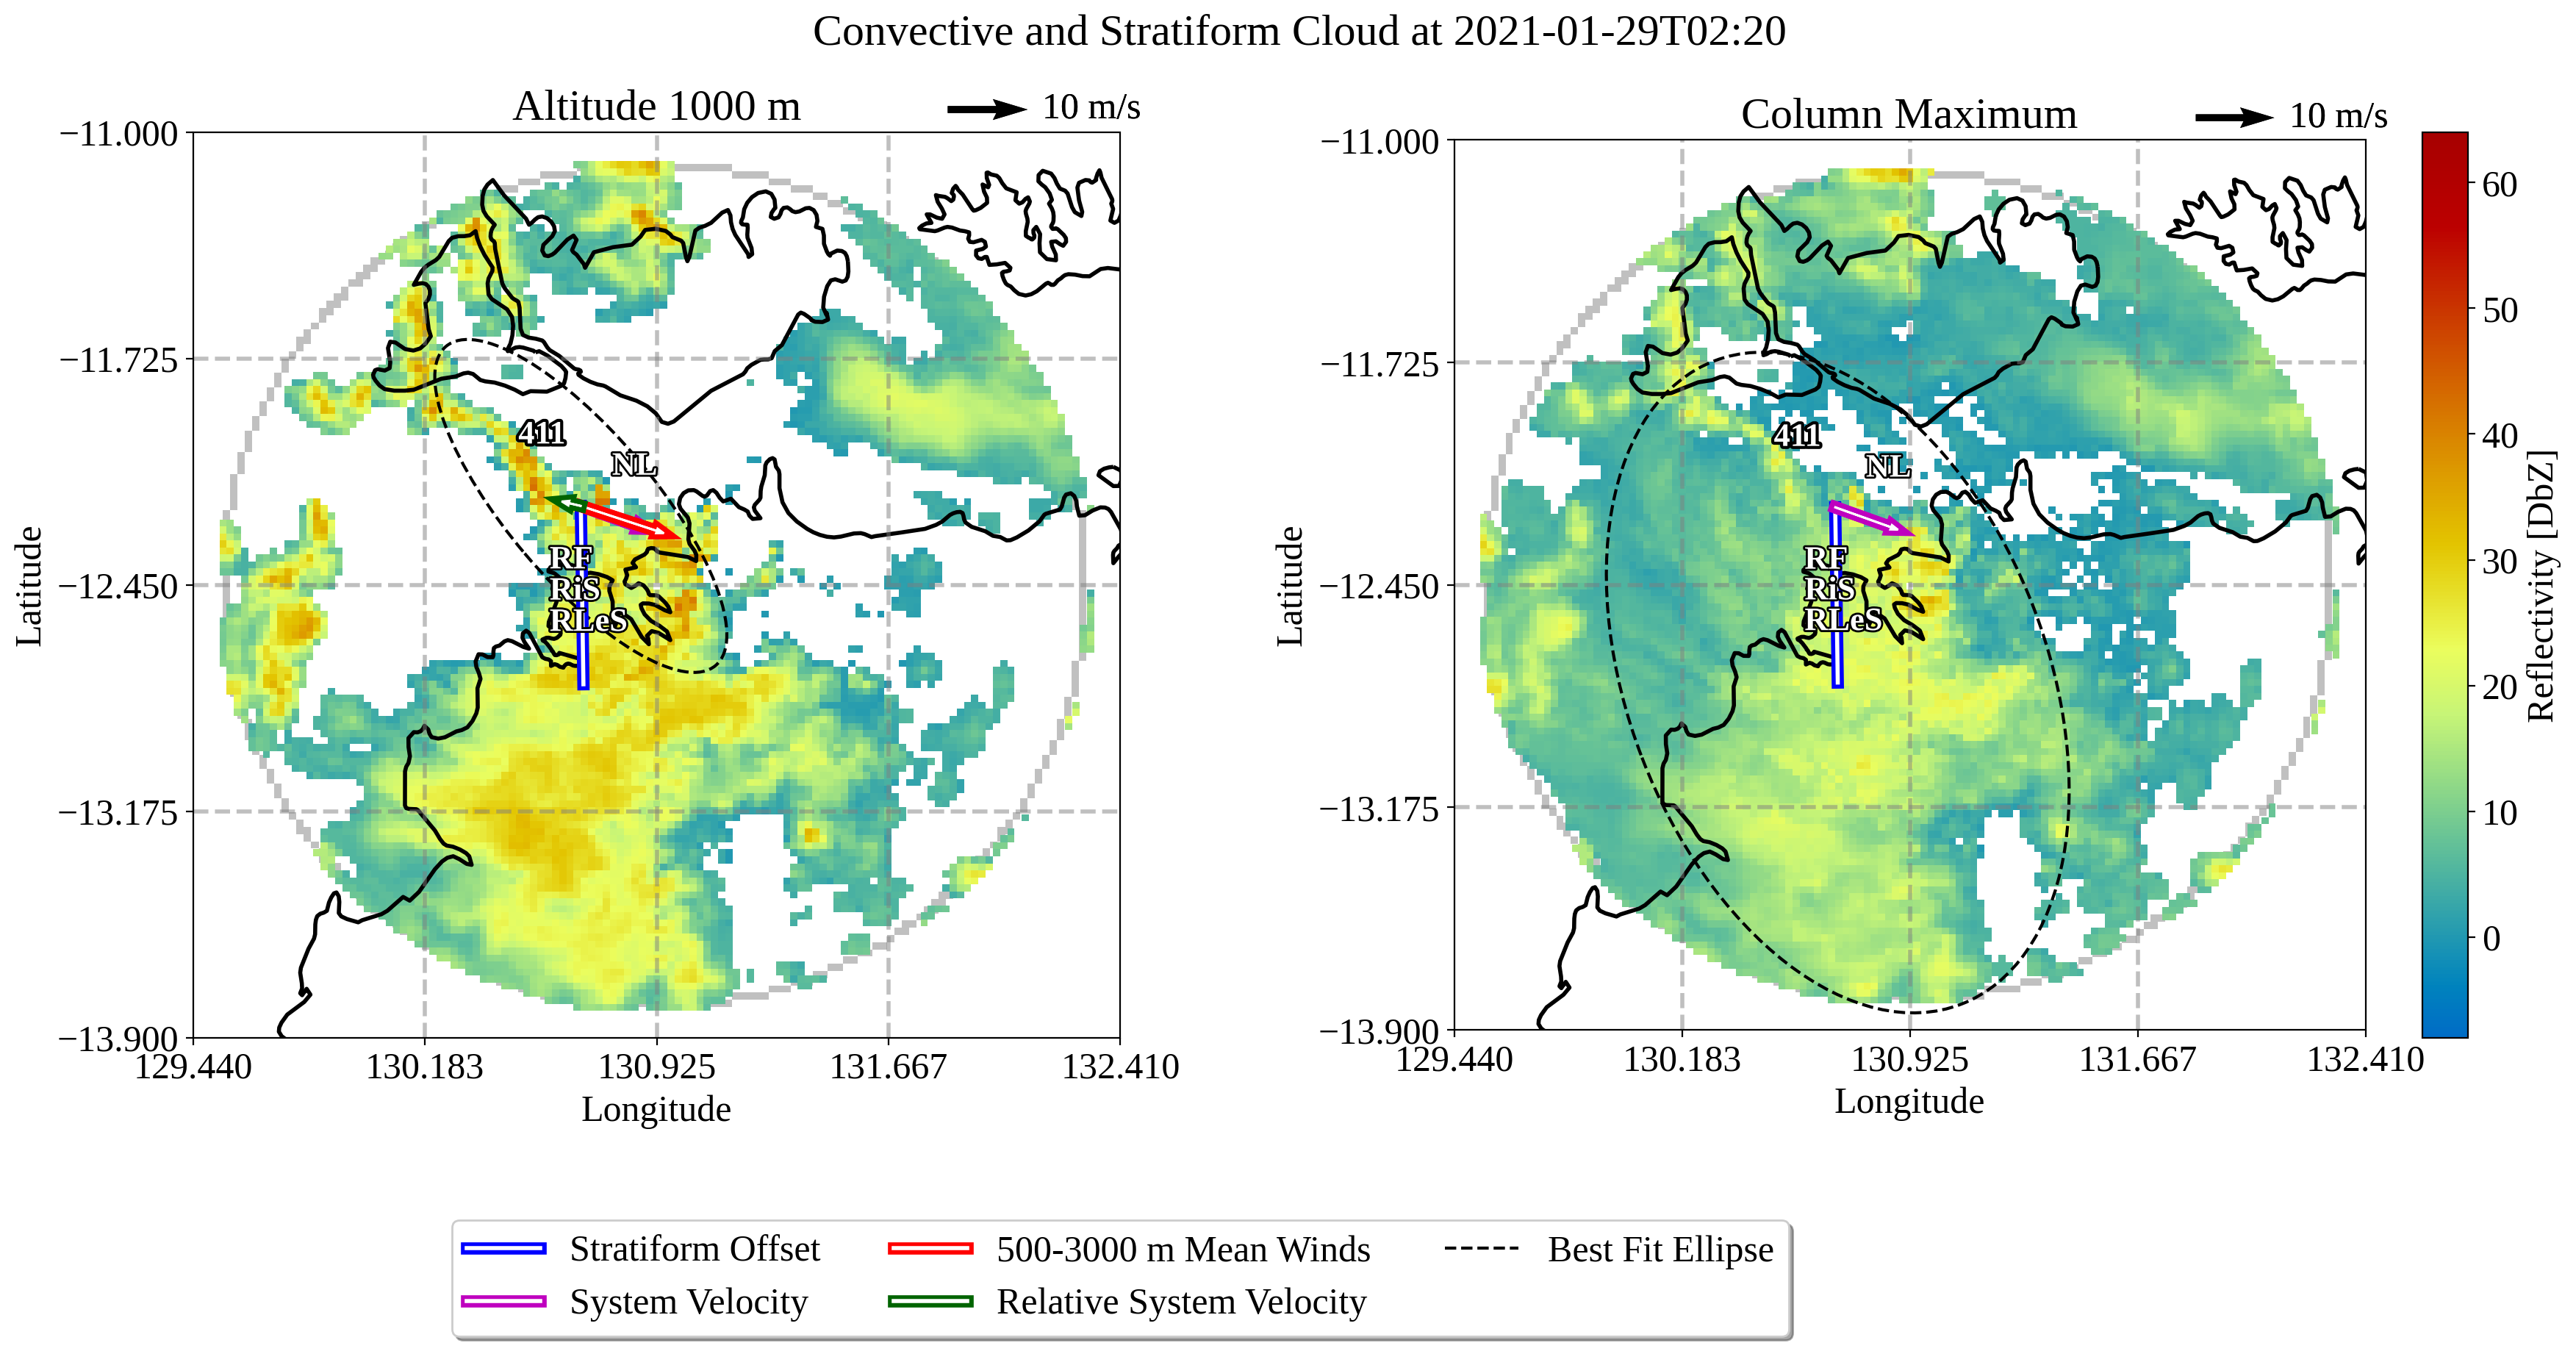 Convective and Stratiform Cloud at 2021-01-29T02:20
Altitude 1000 m
10 m/s
−11.000
−11.725
−12.450
−13.175
−13.900
Latitude
129.440
130.183
130.925
131.667
132.410
Longitude
411
NL
RF
RiS
RLeS
Column Maximum
10 m/s
−11.000
−11.725
−12.450
−13.175
−13.900
Latitude
129.440
130.183
130.925
131.667
132.410
Longitude
411
NL
RF
RiS
RLeS
60
50
40
30
20
10
0
Reflectivity [DbZ]
Stratiform Offset
System Velocity
500-3000 m Mean Winds
Relative System Velocity
Best Fit Ellipse